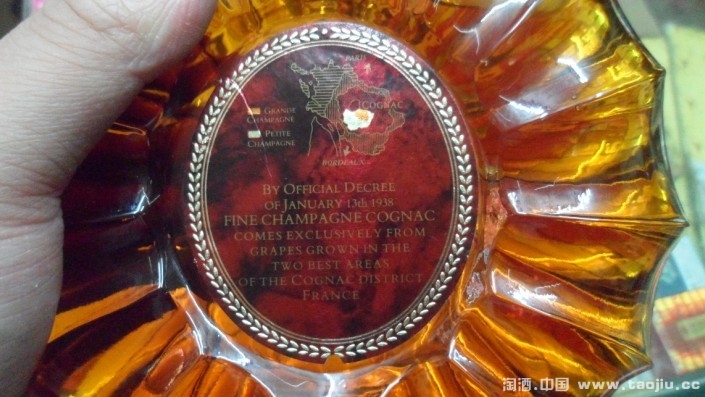 PARIS
COGNAC
GRANDE
CHAMPAGNE
PETITE
CHAMPAGNE
BORDEAUX
BY OFFICIAL DECREE
OF JANUARY 13th 1938
FINE CHAMPAGNE COGNAC
COMES EXCLUSIVELY FROM
GRAPES GROWN IN THE
TWO BEST AREAS
OF THE COGNAC DISTRICT
FRANCE
淘酒.中国 www.taojiu.cc